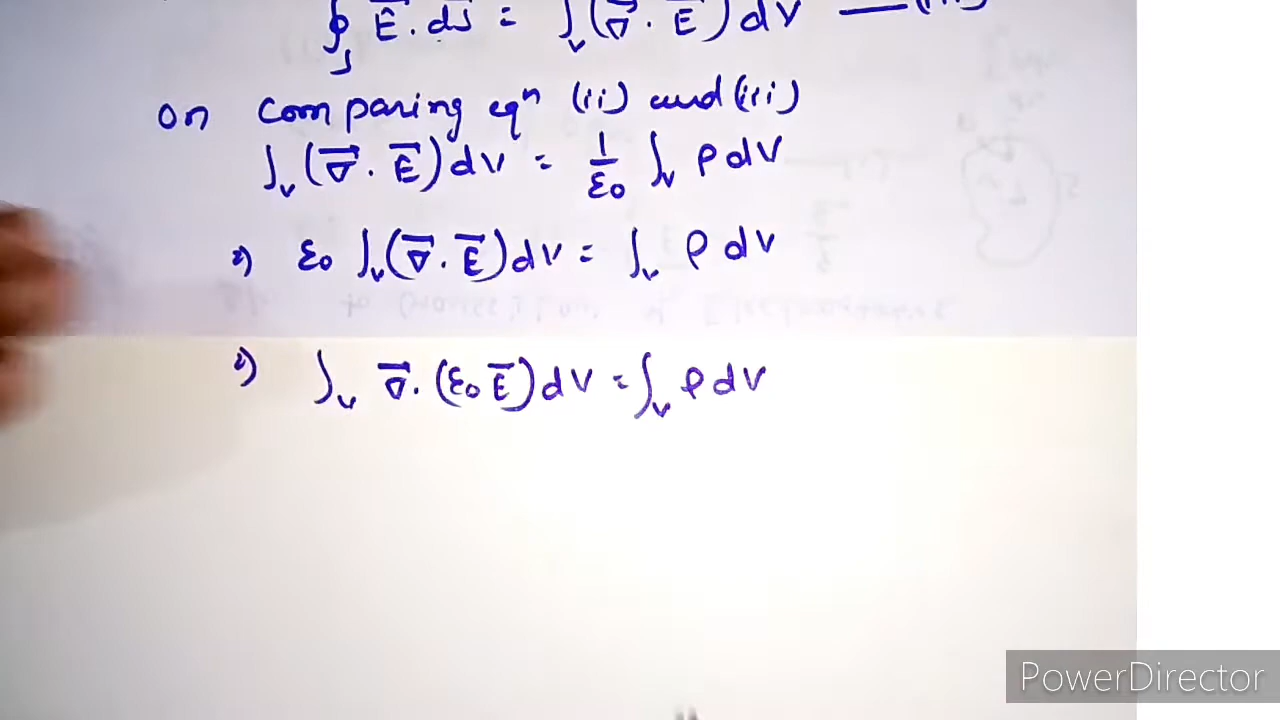 ∮S E⃗ . ds⃗ = ∫v (∇⃗ . E⃗) dV — (iii)
On comparing eqⁿ (ii) and (iii)
∫v (∇⃗ . E⃗) dV = 1/ε₀ ∫v ρ dV
⇒ ε₀ ∫v (∇⃗ . E⃗) dV = ∫v ρ dV
⇒ ∫v ∇⃗ . (ε₀ E⃗) dV = ∫v ρ dV
PowerDirector